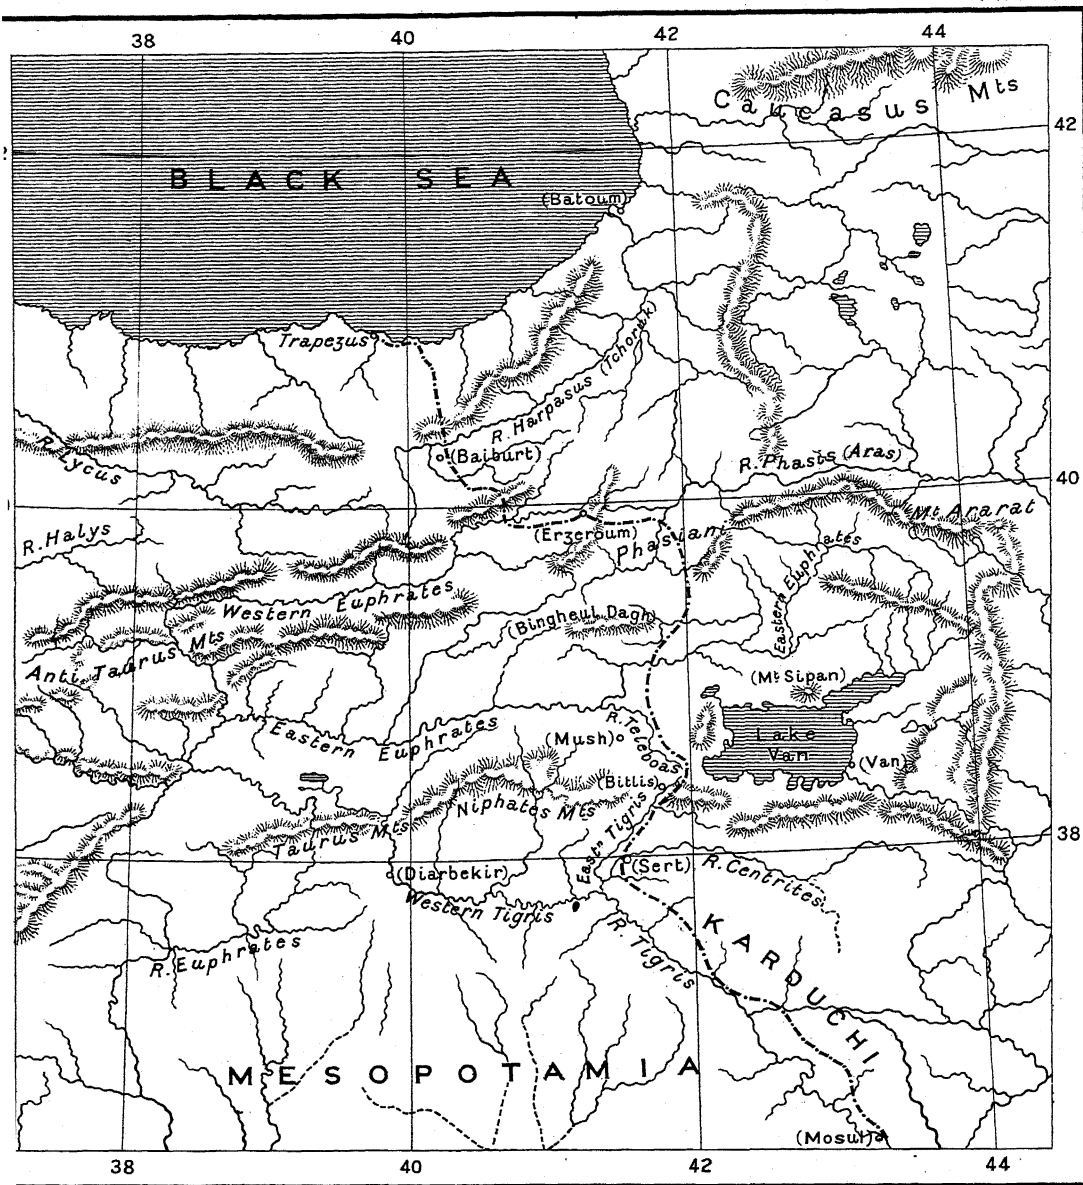 38 40 42 44
Caucasus Mts
42
BLACK SEA
(Batoum)
Trapezus
R. Harpasus (Tchoruk)
R. Lycus
(Baiburt)
R. Phasis (Aras)
40
R. Halys
(Erzeroum)
Phasiani
Mt Ararat
Western Euphrates
Eastern Euphrates
(Bingheul Dagh)
Anti Taurus Mts
(Mt Sipan)
Eastern Euphrates
R. Teleboas
(Mush)
Lake
Van
(Van)
(Bitlis)
Niphates Mts
Taurus Mts
38
Eastn Tigris
(Sert)
R. Centrites
(Diarbekir)
Western Tigris
R. Tigris
KARDUCHI
R. Euphrates
MESOPOTAMIA
(Mosul)
38 40 42 44